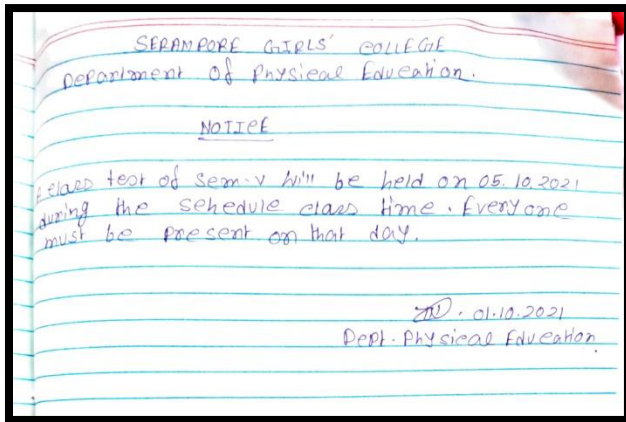 SERAMPORE GIRLS' COLLEGE
Department Of Physical Education.
NOTICE
A class test of Sem-V will be held on 05.10.2021
during the schedule class time. Everyone
must be present on that day.
01.10.2021
Dept. Physical Education